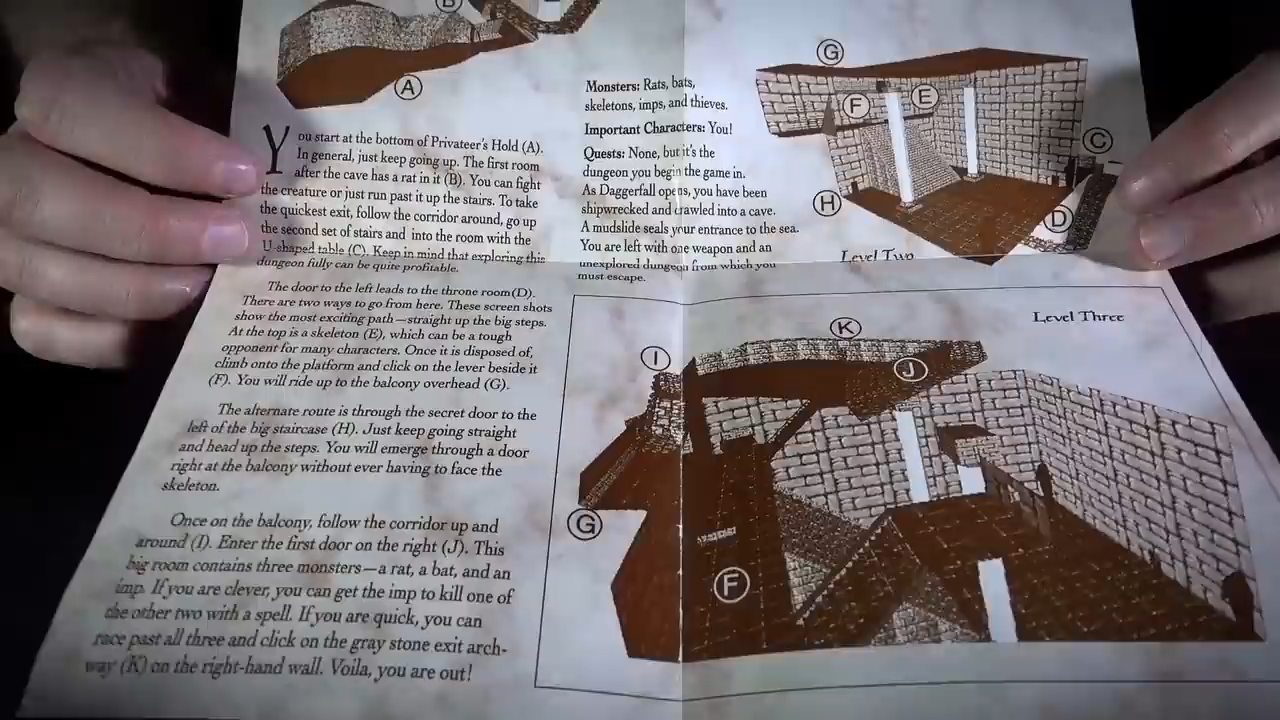 B
A
You start at the bottom of Privateer's Hold (A).
In general, just keep going up. The first room
after the cave has a rat in it (B). You can fight
the creature or just run past it up the stairs. To take
the quickest exit, follow the corridor around, go up
the second set of stairs and into the room with the
U-shaped table (C). Keep in mind that exploring this
dungeon fully can be quite profitable.
The door to the left leads to the throne room (D).
There are two ways to go from here. These screen shots
show the most exciting path—straight up the big steps.
At the top is a skeleton (E), which can be a tough
opponent for many characters. Once it is disposed of,
climb onto the platform and click on the lever beside it
(F). You will ride up to the balcony overhead (G).
The alternate route is through the secret door to the
left of the big staircase (H). Just keep going straight
and head up the steps. You will emerge through a door
right at the balcony without ever having to face the
skeleton.
Once on the balcony, follow the corridor up and
around (I). Enter the first door on the right (J). This
big room contains three monsters—a rat, a bat, and an
imp. If you are clever, you can get the imp to kill one of
the other two with a spell. If you are quick, you can
race past all three and click on the gray stone exit arch-
way (K) on the right-hand wall. Voila, you are out!
Monsters: Rats, bats,
skeletons, imps, and thieves.
Important Characters: You!
Quests: None, but it's the
dungeon you begin the game in.
As Daggerfall opens, you have been
shipwrecked and crawled into a cave.
A mudslide seals your entrance to the sea.
You are left with one weapon and an
unexplored dungeon from which you
must escape.
G
F
E
C
H
D
Level Two
Level Three
K
I
J
G
F